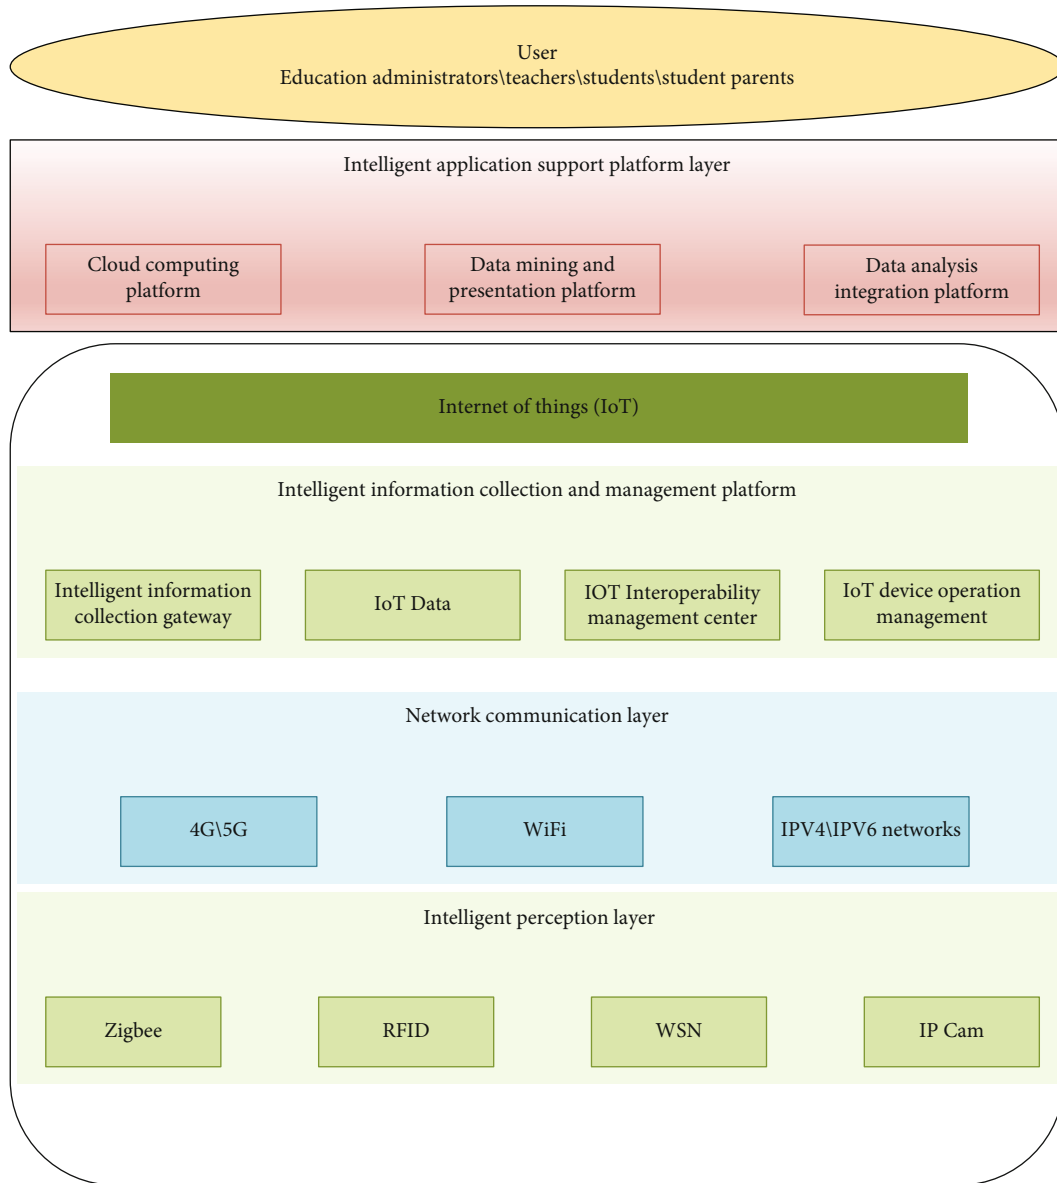 User
Education administrators\teachers\students\student parents
Intelligent application support platform layer
Cloud computing
platform
Data mining and
presentation platform
Data analysis
integration platform
Internet of things (IoT)
Intelligent information collection and management platform
Intelligent information
collection gateway
IoT Data
IOT Interoperability
management center
IoT device operation
management
Network communication layer
4G\5G
WiFi
IPV4\IPV6 networks
Intelligent perception layer
Zigbee
RFID
WSN
IP Cam